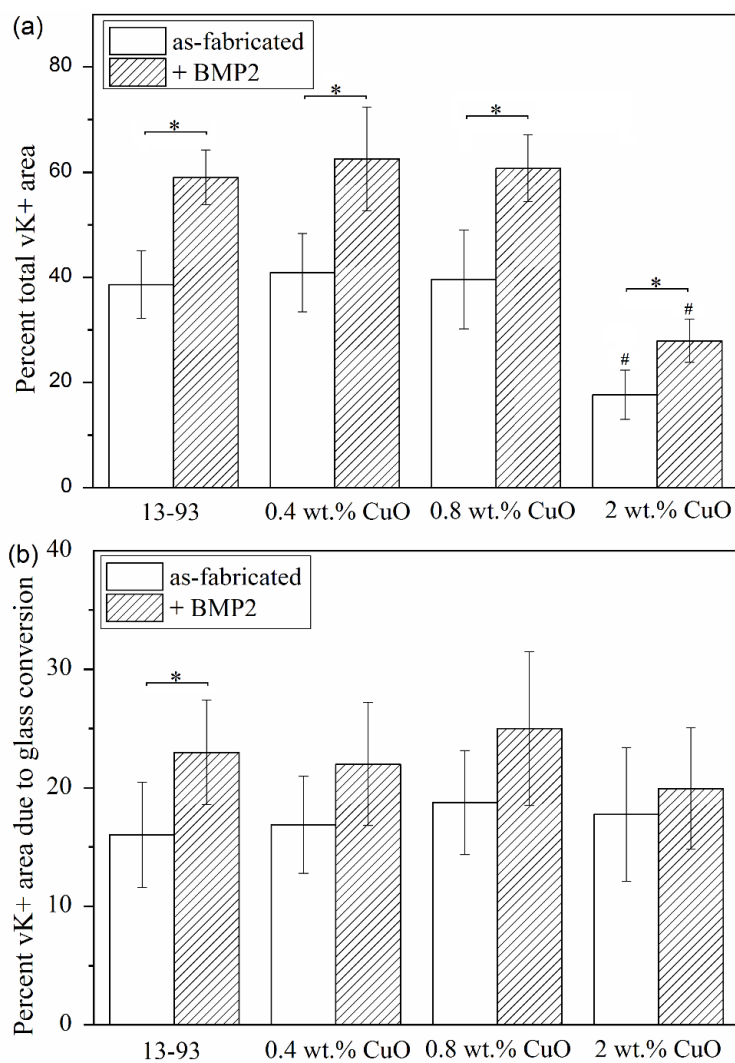 (a)
as-fabricated
+ BMP2
80
60
40
20
0
Percent total vK+ area
*
*
*
*
#
#
13-93 0.4 wt.% CuO 0.8 wt.% CuO 2 wt.% CuO
(b)
as-fabricated
+ BMP2
40
30
20
10
0
Percent vK+ area due to glass conversion
*
13-93 0.4 wt.% CuO 0.8 wt.% CuO 2 wt.% CuO